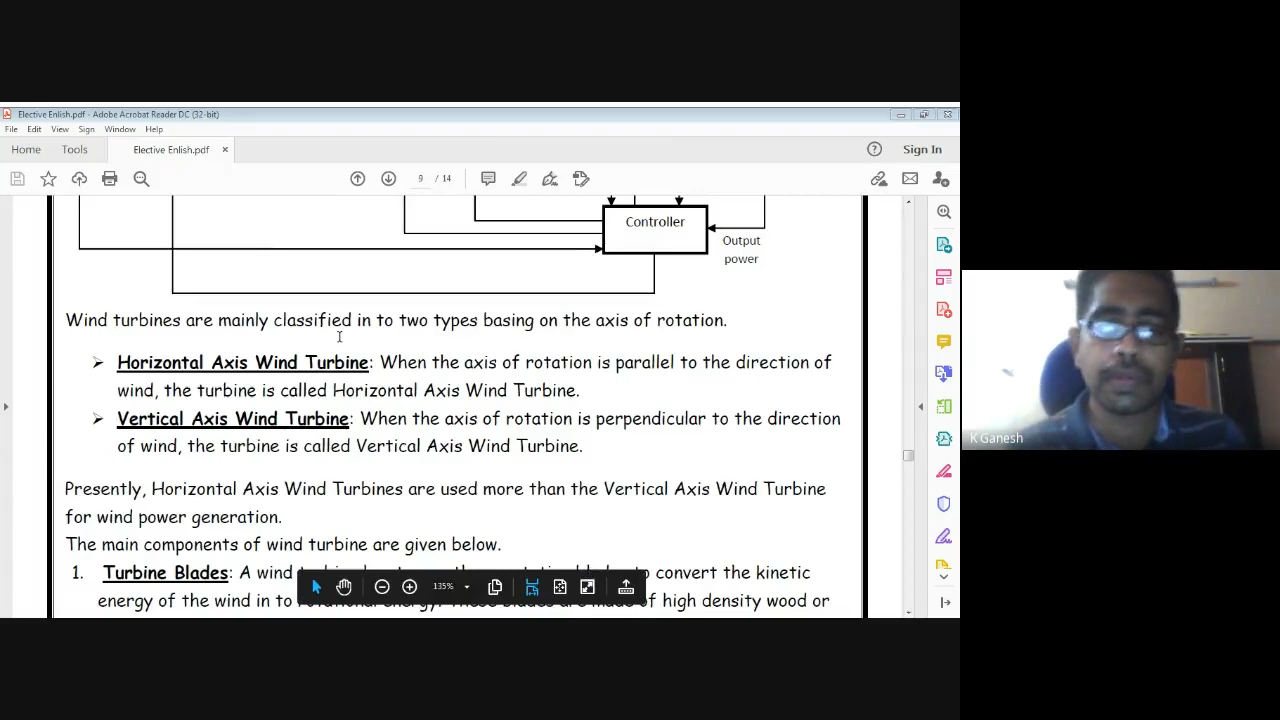 Elective Enlish.pdf - Adobe Acrobat Reader DC (32-bit)
File Edit View Sign Window Help
Home Tools Elective Enlish.pdf × Sign In
9 / 14
Controller
Output
power
Wind turbines are mainly classified in to two types basing on the axis of rotation.
➢ Horizontal Axis Wind Turbine: When the axis of rotation is parallel to the direction of
wind, the turbine is called Horizontal Axis Wind Turbine.
➢ Vertical Axis Wind Turbine: When the axis of rotation is perpendicular to the direction
of wind, the turbine is called Vertical Axis Wind Turbine.
Presently, Horizontal Axis Wind Turbines are used more than the Vertical Axis Wind Turbine
for wind power generation.
The main components of wind turbine are given below.
1. Turbine Blades: A wind to convert the kinetic
energy of the wind in to of high density wood or
135%
K Ganesh